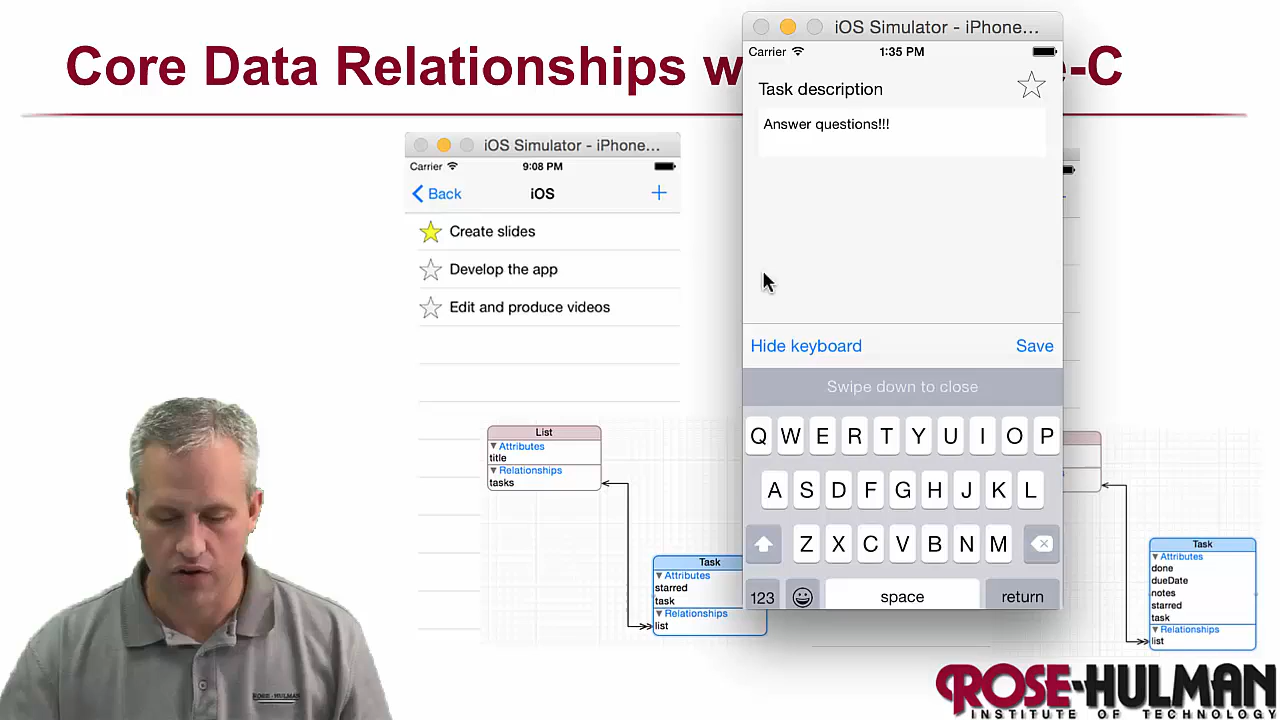 Core Data Relationships w
-C
iOS Simulator - iPhone...
Carrier
1:35 PM
Task description
Answer questions!!!
Hide keyboard
Save
Swipe down to close
Q W E R T Y U I O P
A S D F G H J K L
Z X C V B N M
123
space
return
iOS Simulator - iPhone...
Carrier
9:08 PM
Back
iOS
+
Create slides
Develop the app
Edit and produce videos
List
Attributes
title
Relationships
tasks
Task
Attributes
starred
task
Relationships
list
Task
Attributes
done
dueDate
notes
starred
task
Relationships
list
ROSE-HULMAN
ROSE-HULMAN
INSTITUTE OF TECHNOLOGY